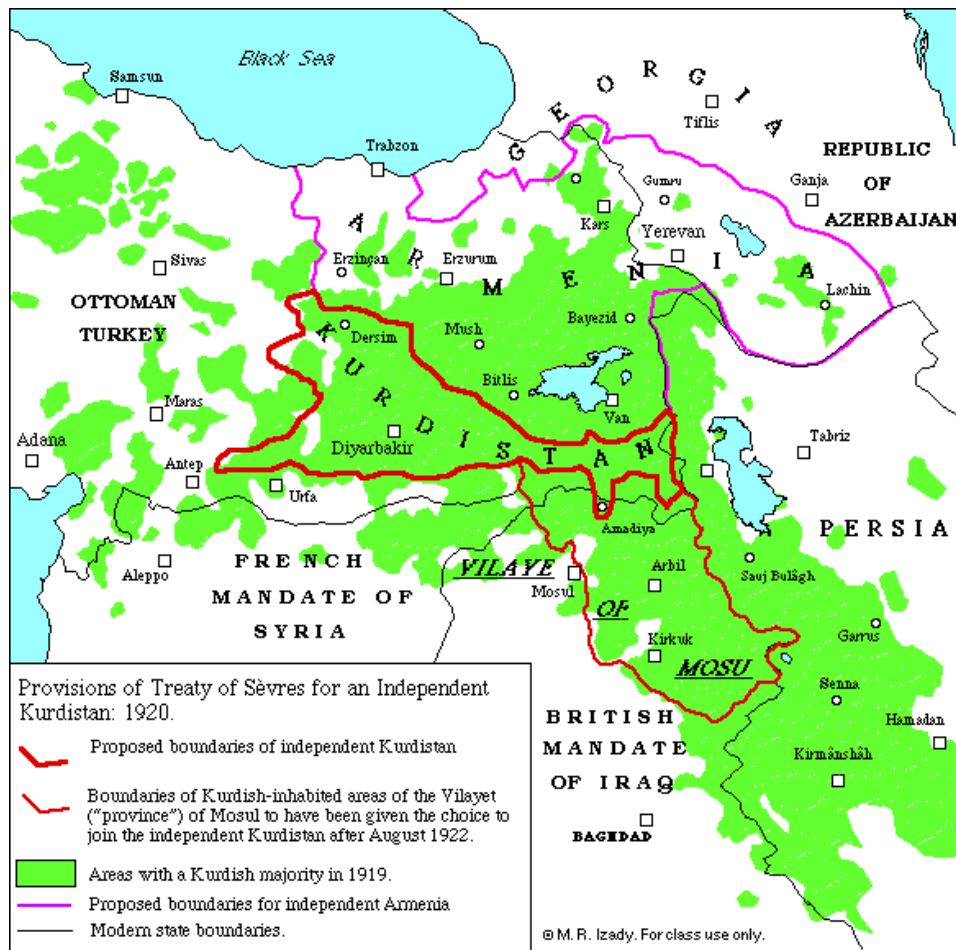 Black Sea
Samsun
GEORGIA
Tiflis
Trabzon
REPUBLIC
OF
AZERBAIJAN
Ganja
Gumru
Kars
Yerevan
ARMENIA
Erzinçan
Erzurum
Sivas
Lachin
OTTOMAN
TURKEY
Bayezid
Dersim
Mush
KURDISTAN
Bitlis
Van
Maras
Diyarbakir
Adana
Tabriz
Antep
Urfa
Amadiya
PERSIA
Aleppo
FRENCH
MANDATE OF
SYRIA
VILAYE
OF
MOSU
Mosul
Arbil
Sauj Bulâgh
Kirkuk
Garrus
Senna
Hamadan
BRITISH
MANDATE
OF IRAQ
Kirmânshâh
BAGHDAD
Provisions of Treaty of Sèvres for an Independent
Kurdistan: 1920.
Proposed boundaries of independent Kurdistan
Boundaries of Kurdish-inhabited areas of the Vilayet
("province") of Mosul to have been given the choice to
join the independent Kurdistan after August 1922.
Areas with a Kurdish majority in 1919.
Proposed boundaries for independent Armenia
Modern state boundaries.
© M. R. Izady. For class use only.